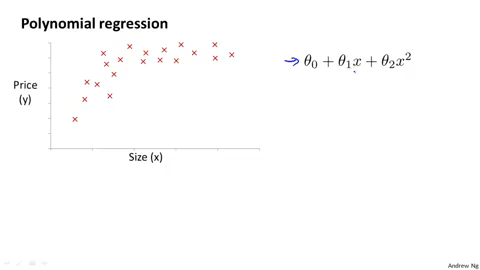 Polynomial regression
Price
(y)
Size (x)
θ₀ + θ₁x + θ₂x²
Andrew Ng